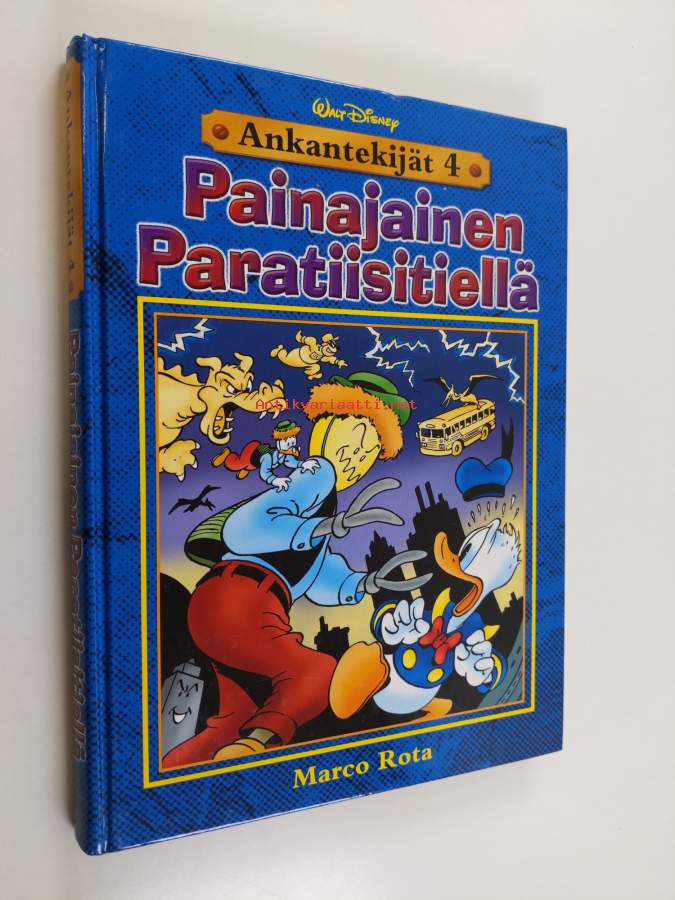 WALT DISNEY
Ankantekijät 4
Painajainen
Paratiisitiellä
Antikvariaatti.net
Marco Rota
Ankantekijät 4
Painajainen Paratiisitiellä